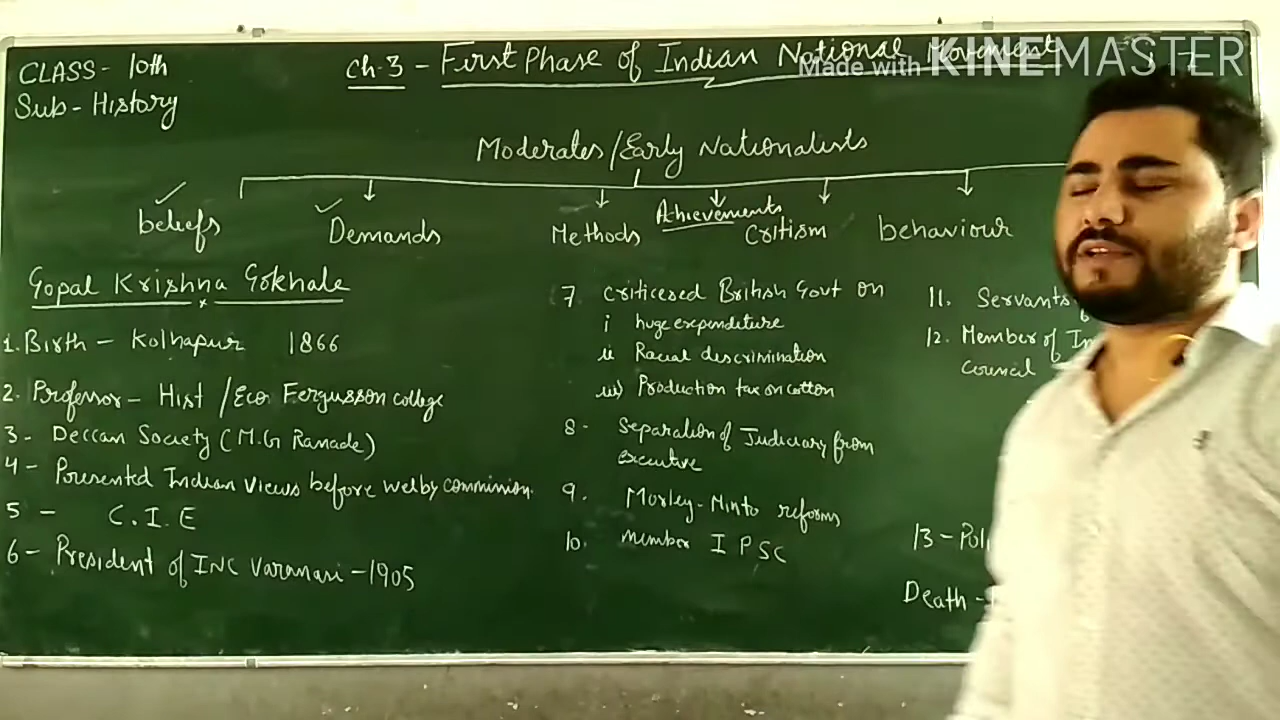 CLASS - 10th
Sub - History
Ch.3 - First Phase of Indian National Movement
Made with KINEMASTER
Moderates/Early Nationalists
beliefs
Demands
Methods
Achievements
Critism
behaviour
Gopal Krishna Gokhale
1. Birth - Kolhapur 1866
2. Professor - Hist / Eco Fergusson college
3 - Deccan Society (M.G Ranade)
4 - Presented Indian views before welby commission.
5 - C.I.E
6 - President of INC Varanasi - 1905
7 criticesed British Govt on
i huge expenditure
ii Racial discrimination
iii) Production tax on cotton
8 - Separation of Judiciary from
executive
9. Morley-Minto reforms
10. member I P SC
11. Servants
12. Member of
council
13 -
Death -